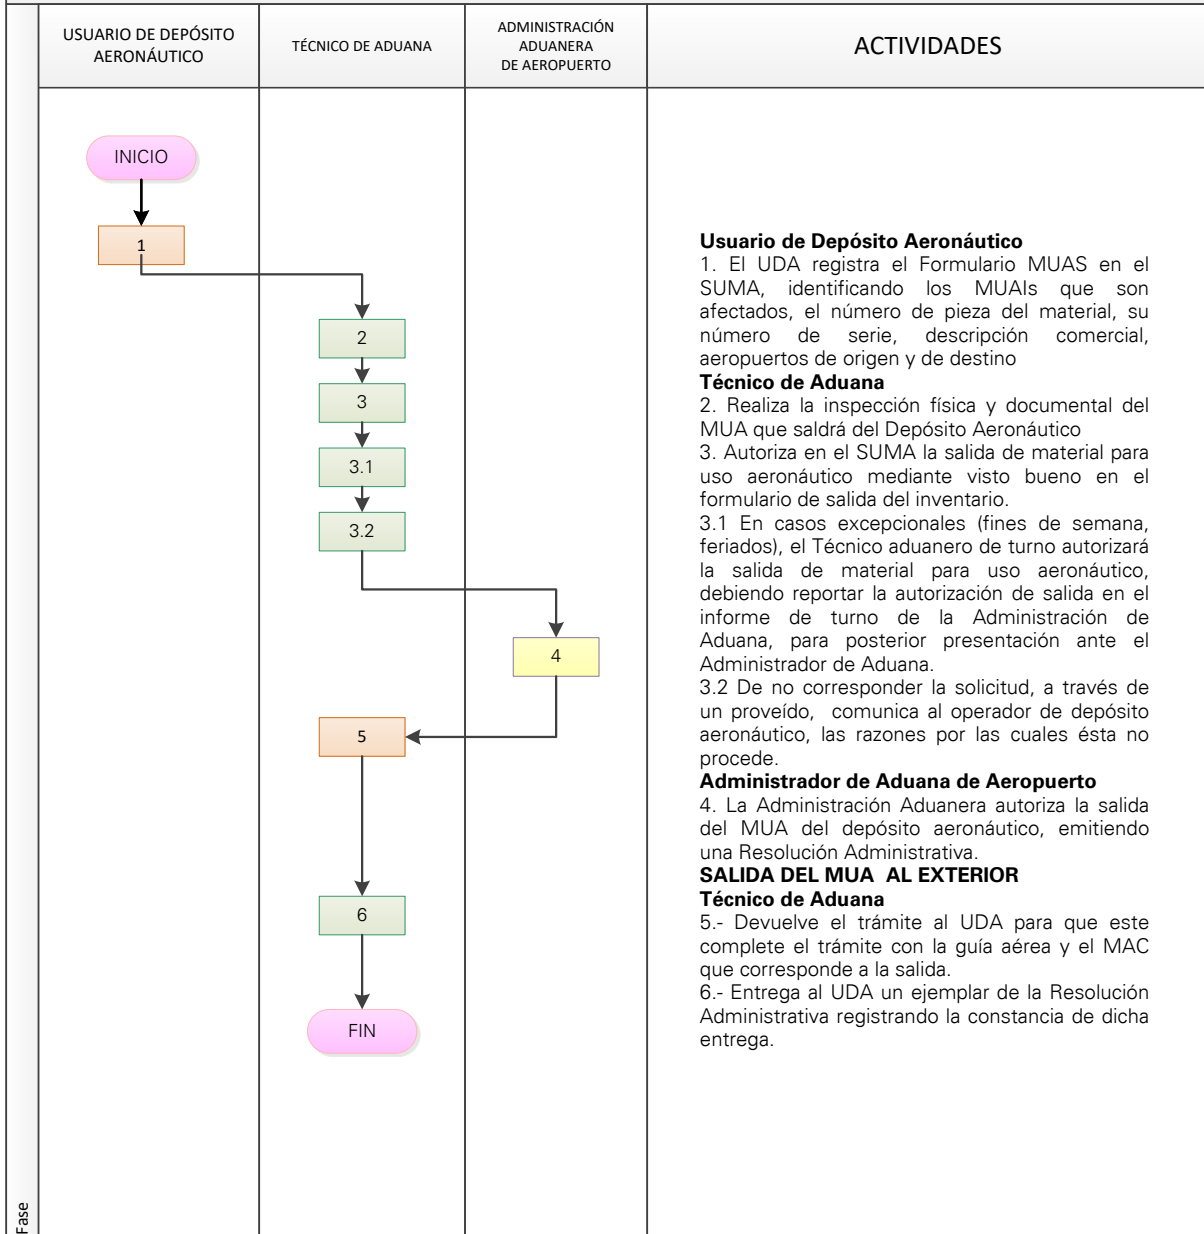 USUARIO DE DEPÓSITO
AERONÁUTICO
TÉCNICO DE ADUANA
ADMINISTRACIÓN
ADUANERA
DE AEROPUERTO
ACTIVIDADES
INICIO
1
2
3
3.1
3.2
4
5
6
FIN
Usuario de Depósito Aeronáutico
1. El UDA registra el Formulario MUAS en el
SUMA, identificando los MUAIs que son
afectados, el número de pieza del material, su
número de serie, descripción comercial,
aeropuertos de origen y de destino
Técnico de Aduana
2. Realiza la inspección física y documental del
MUA que saldrá del Depósito Aeronáutico
3. Autoriza en el SUMA la salida de material para
uso aeronáutico mediante visto bueno en el
formulario de salida del inventario.
3.1 En casos excepcionales (fines de semana,
feriados), el Técnico aduanero de turno autorizará
la salida de material para uso aeronáutico,
debiendo reportar la autorización de salida en el
informe de turno de la Administración de
Aduana, para posterior presentación ante el
Administrador de Aduana.
3.2 De no corresponder la solicitud, a través de
un proveído, comunica al operador de depósito
aeronáutico, las razones por las cuales ésta no
procede.
Administrador de Aduana de Aeropuerto
4. La Administración Aduanera autoriza la salida
del MUA del depósito aeronáutico, emitiendo
una Resolución Administrativa.
SALIDA DEL MUA AL EXTERIOR
Técnico de Aduana
5.- Devuelve el trámite al UDA para que este
complete el trámite con la guía aérea y el MAC
que corresponde a la salida.
6.- Entrega al UDA un ejemplar de la Resolución
Administrativa registrando la constancia de dicha
entrega.
Fase